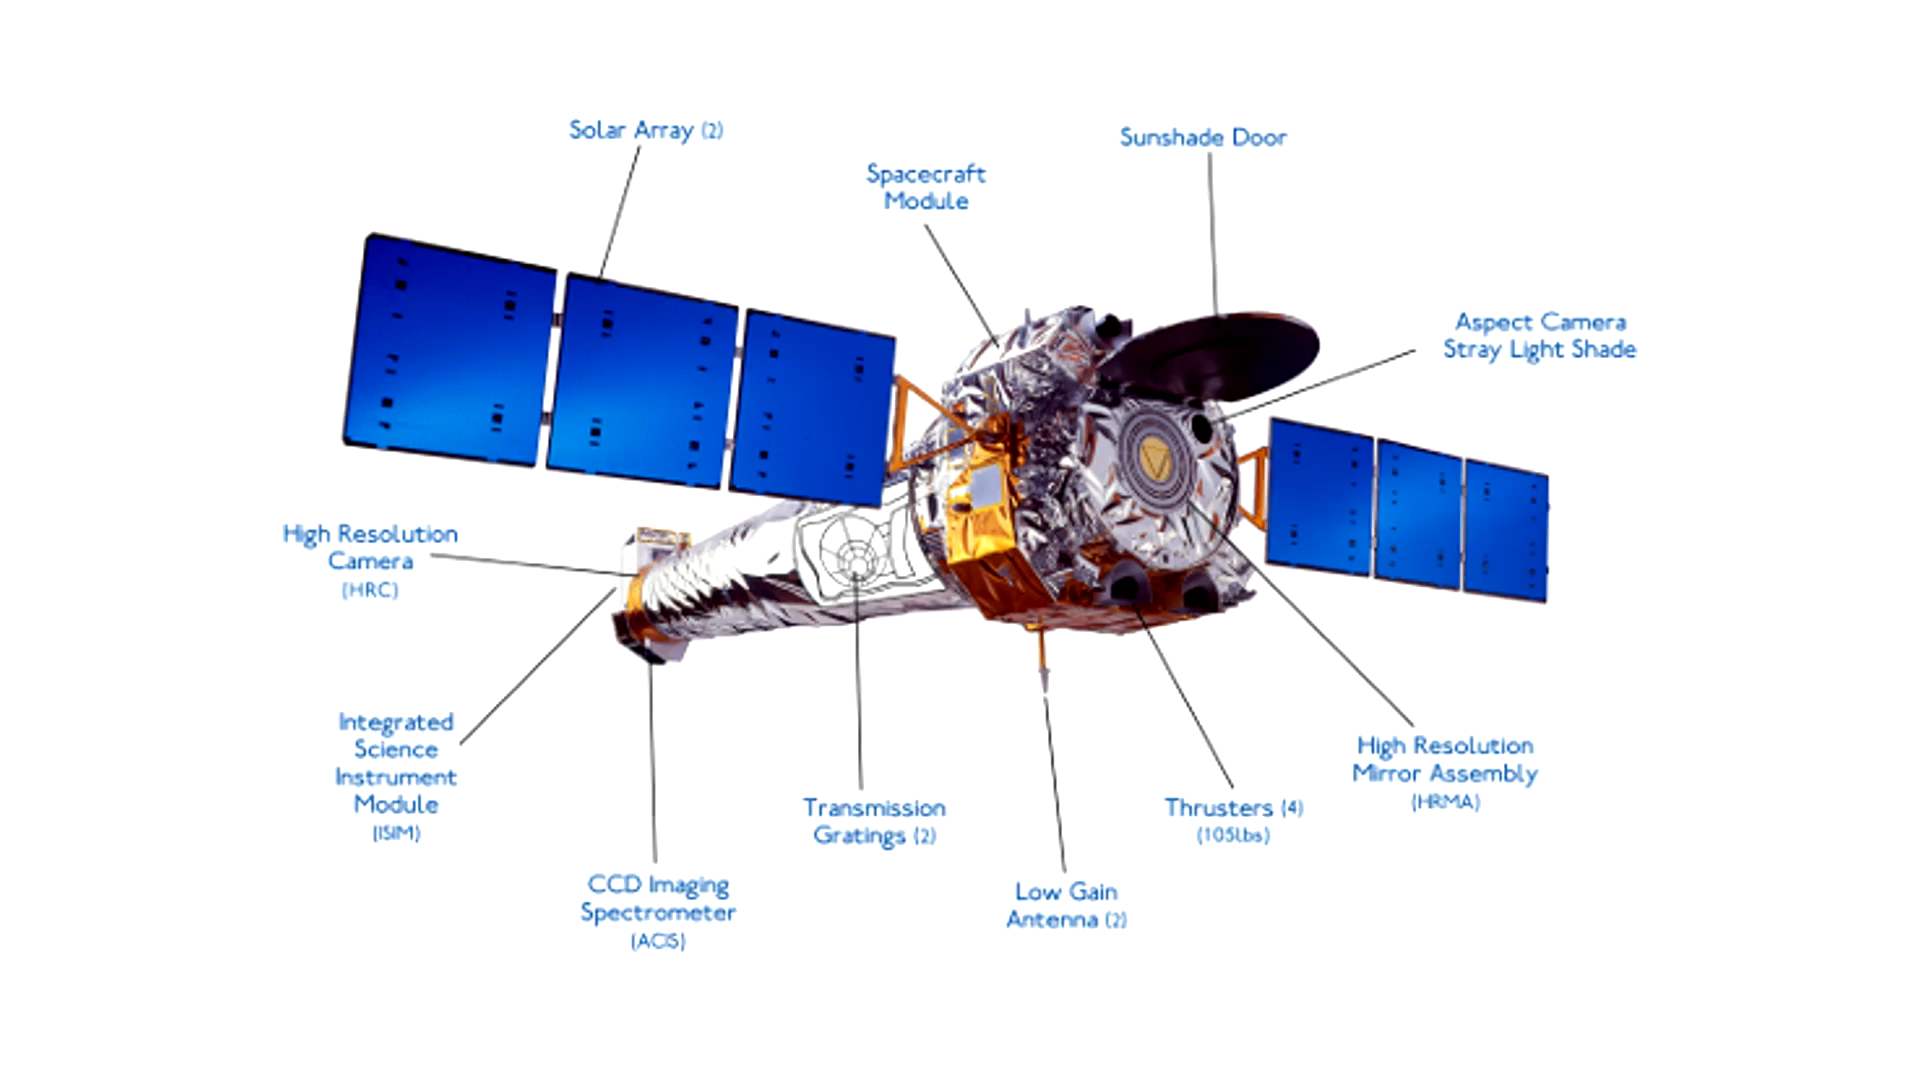 Solar Array (2)
Sunshade Door
Spacecraft
Module
Aspect Camera
Stray Light Shade
High Resolution
Camera
(HRC)
Integrated
Science
Instrument
Module
(ISIM)
CCD Imaging
Spectrometer
(ACIS)
Transmission
Gratings (2)
Low Gain
Antenna (2)
Thrusters (4)
(105lbs)
High Resolution
Mirror Assembly
(HRMA)